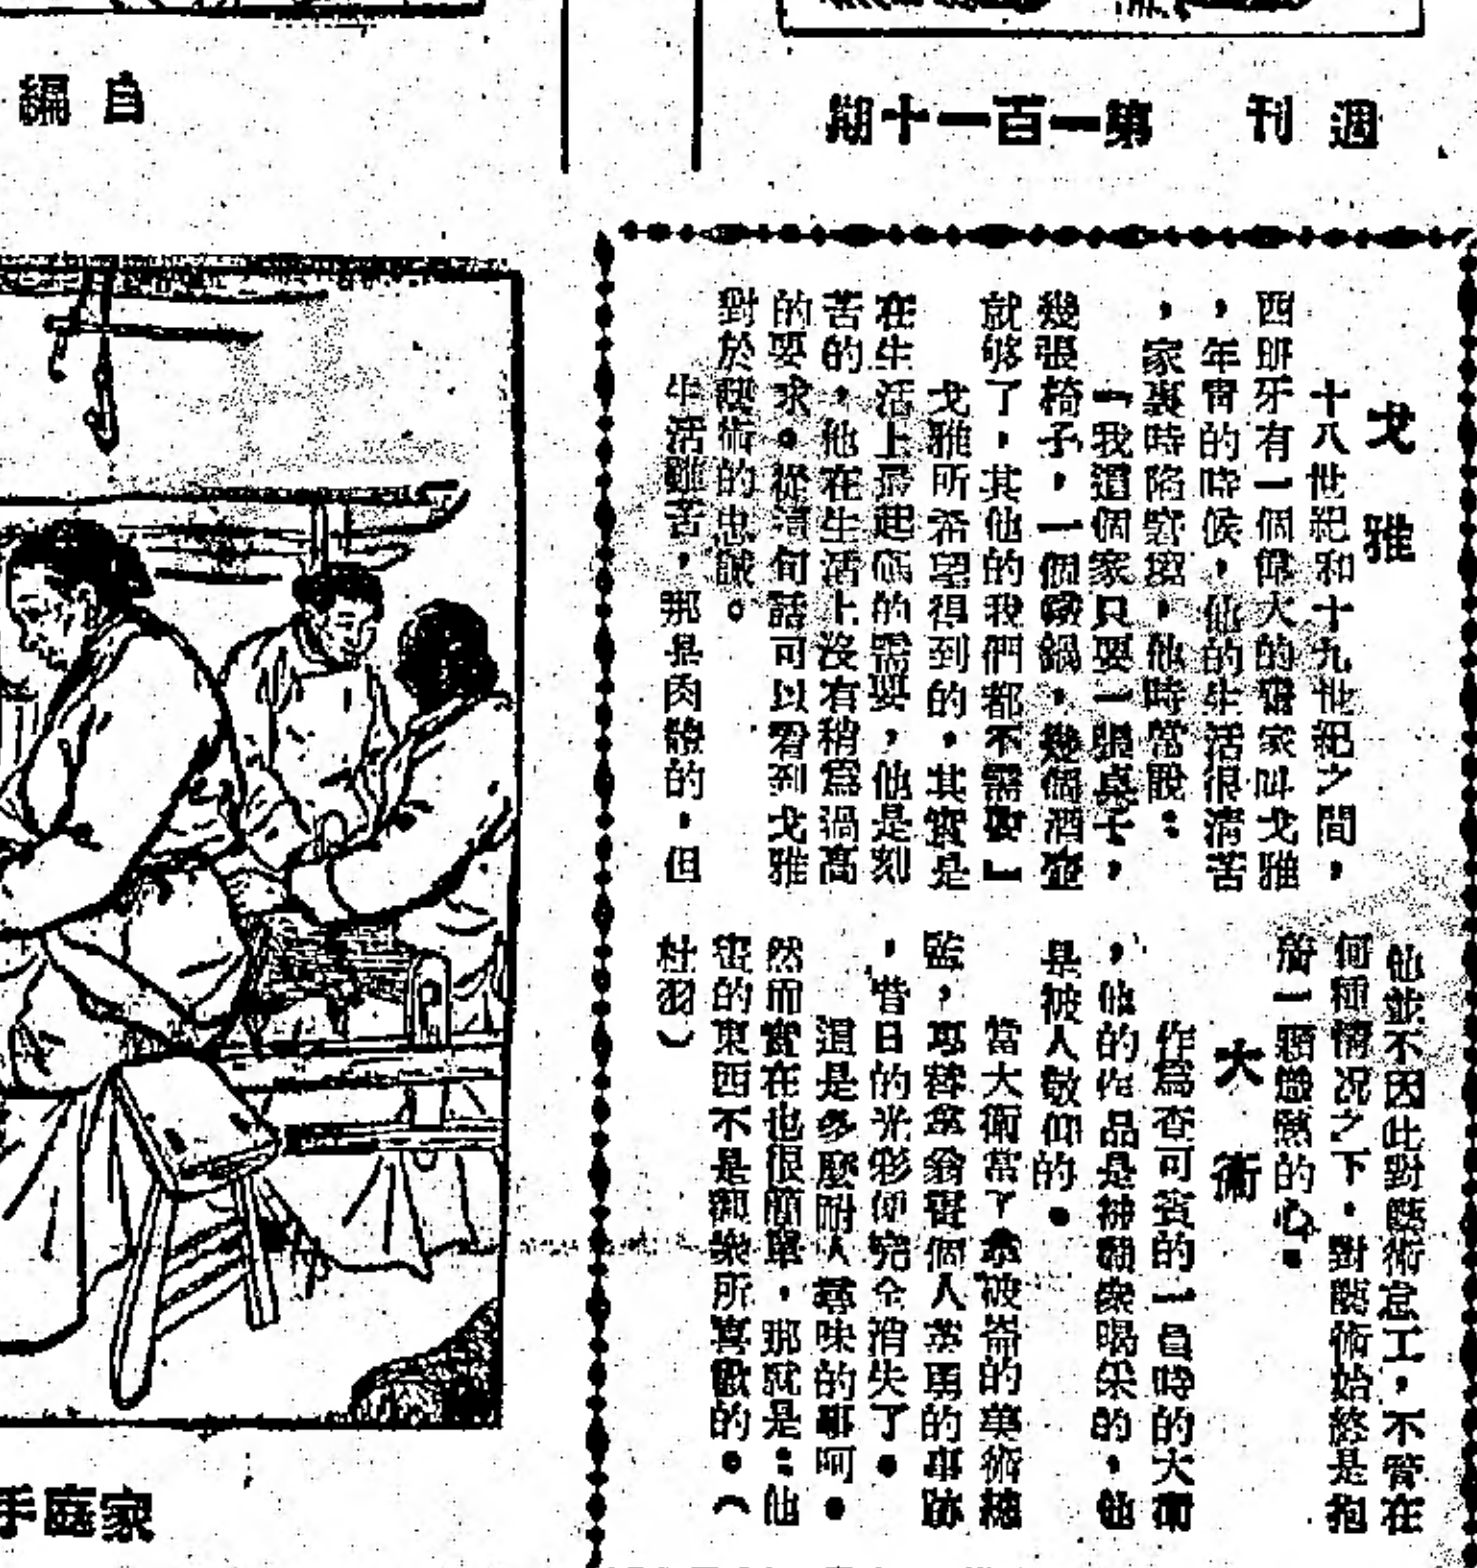 週刊　第一百一十期
自編
戈雅
十八世紀和十九世紀之間，
西班牙有一個偉大的畫家叫戈雅
，年青的時候，他的生活很清苦
，家裏時陷窘境，他時常說：
「我這個家只要一張桌子，
幾張椅子，一個鐵鍋，幾個酒壺
就够了，其他的我們都不需要」
戈雅所希望得到的，其實是
在生活上最起碼的需要，他是刻
苦的，他在生活上沒有稍爲過高
的要求。從這句話可以看到戈雅
對於藝術的忠誠。
生活雖苦，那是肉體的，但
他並不因此對藝術怠工，不管在
何種情况之下，對藝術始終是抱
着一顆熾熱的心。
大衛
作爲查可賓的一員時的大衛
，他的作品是被羣衆喝采的，他
是被人敬仰的。
當大衛當了拿破崙的美術總
監，專替拿翁畫個人英勇的事跡
，昔日的光彩便完全消失了。
這是多麼耐人尋味的事呵。
然而實在也很簡單，那就是：他
畫的東西不是羣衆所喜歡的。（
杜羽）
家庭手